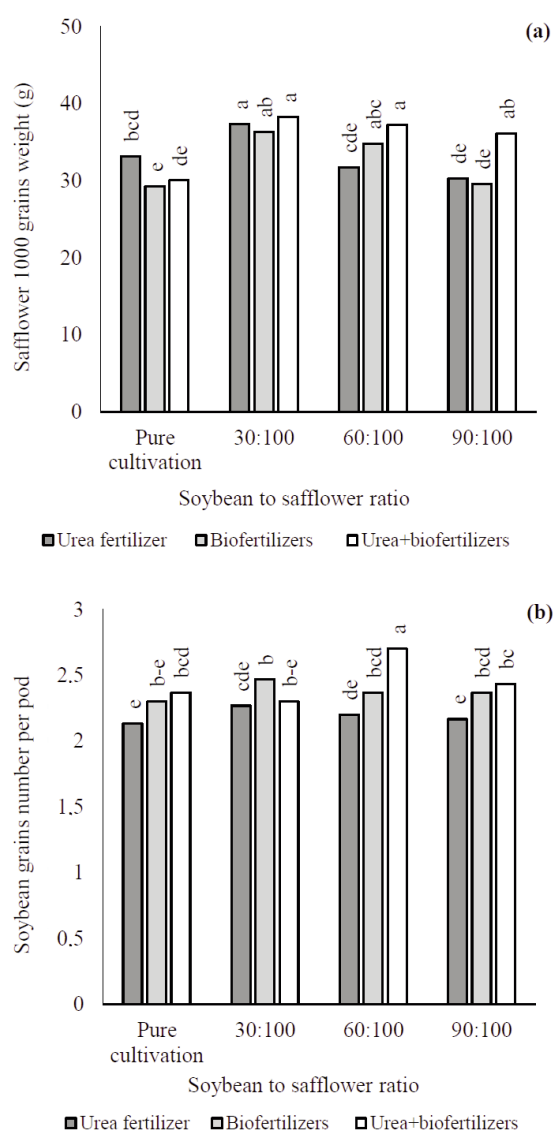 (a)
Safflower 1000 grains weight (g)
50
40
30
20
10
0
bcd
e
de
a
ab
a
cde
abc
a
de
de
ab
Pure cultivation
30:100
60:100
90:100
Soybean to safflower ratio
Urea fertilizer
Biofertilizers
Urea+biofertilizers
(b)
Soybean grains number per pod
3
2.5
2
1.5
1
0.5
0
e
b-e
bcd
cde
b
b-e
de
bcd
a
e
bcd
bc
Pure cultivation
30:100
60:100
90:100
Soybean to safflower ratio
Urea fertilizer
Biofertilizers
Urea+biofertilizers